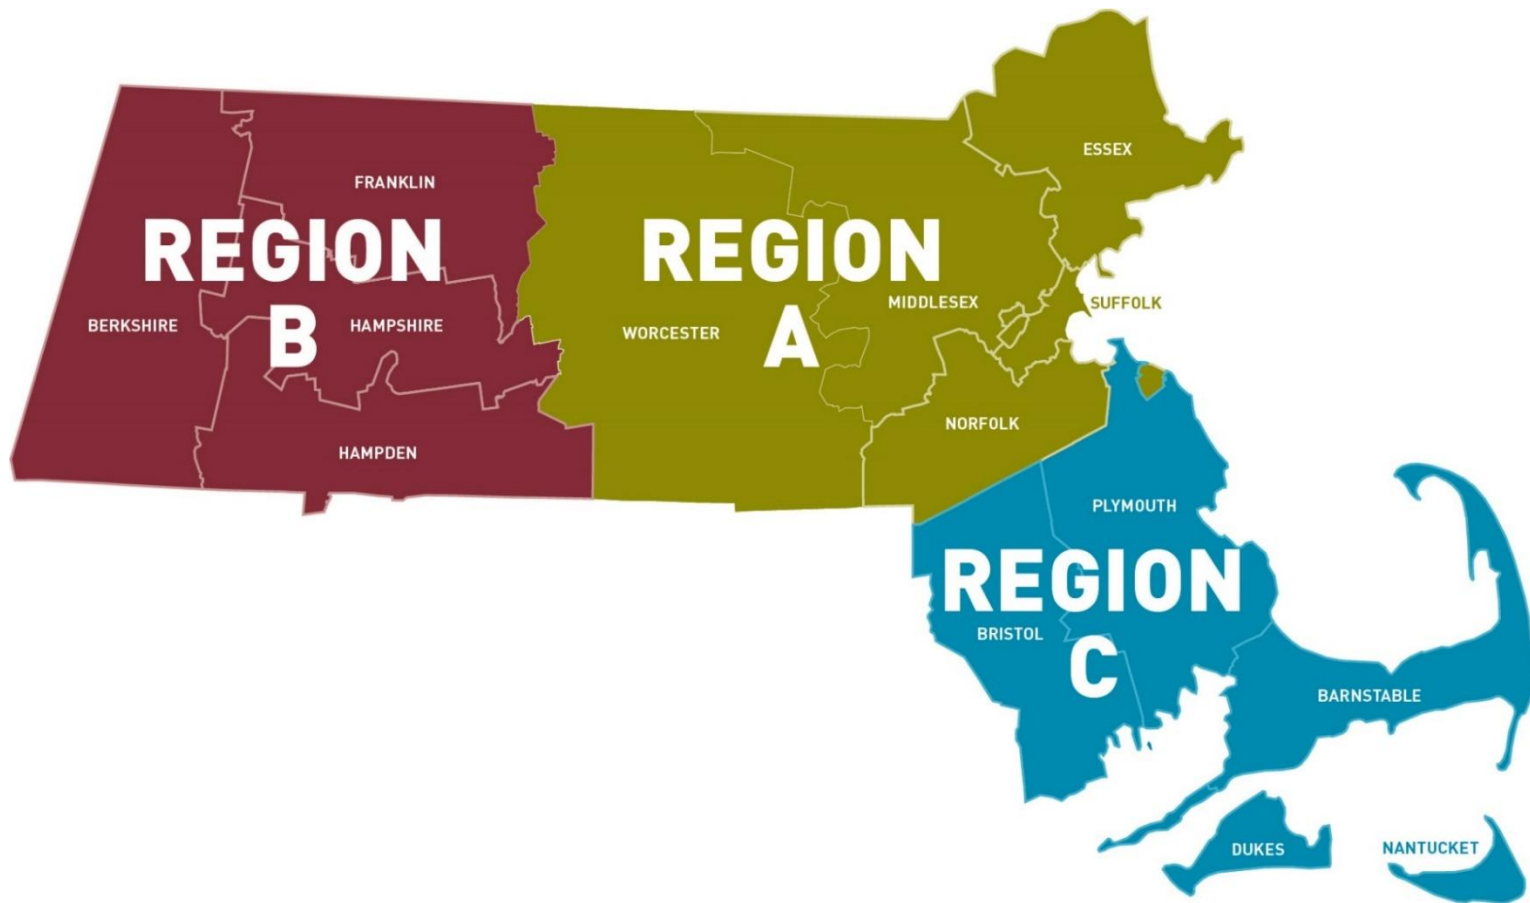 FRANKLIN
REGION
B
BERKSHIRE
HAMPSHIRE
HAMPDEN
ESSEX
REGION
A
MIDDLESEX
SUFFOLK
WORCESTER
NORFOLK
PLYMOUTH
REGION
C
BRISTOL
BARNSTABLE
DUKES
NANTUCKET